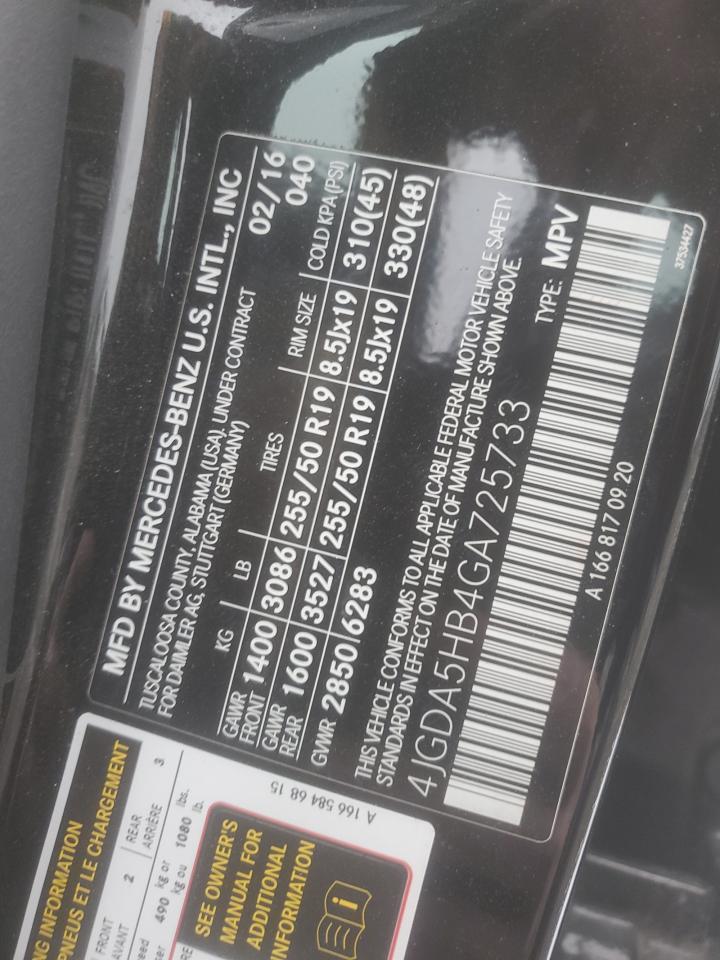 MFD BY MERCEDES-BENZ U.S. INTL., INC
TUSCALOOSA COUNTY, ALABAMA (USA), UNDER CONTRACT 02/16
FOR DAIMLER AG, STUTTGART (GERMANY) 040
KG LB TIRES RIM SIZE COLD KPA (PSI)
GAWR FRONT 1400 3086 255/50 R19 8.5Jx19 310(45)
GAWR REAR 1600 3527 255/50 R19 8.5Jx19 330(48)
GVWR 2850 6283
THIS VEHICLE CONFORMS TO ALL APPLICABLE FEDERAL MOTOR VEHICLE SAFETY
STANDARDS IN EFFECT ON THE DATE OF MANUFACTURE SHOWN ABOVE.
4JGDA5HB4GA725733 TYPE: MPV
A 166 817 09 20
37534427
NG INFORMATION
PNEUS ET LE CHARGEMENT
FRONT 2 REAR 3
AVANT ARRIÈRE
490 kg or
kg ou 1080 lbs.
lb.
SEE OWNER'S
MANUAL FOR
ADDITIONAL
INFORMATION
A 166 584 68 15